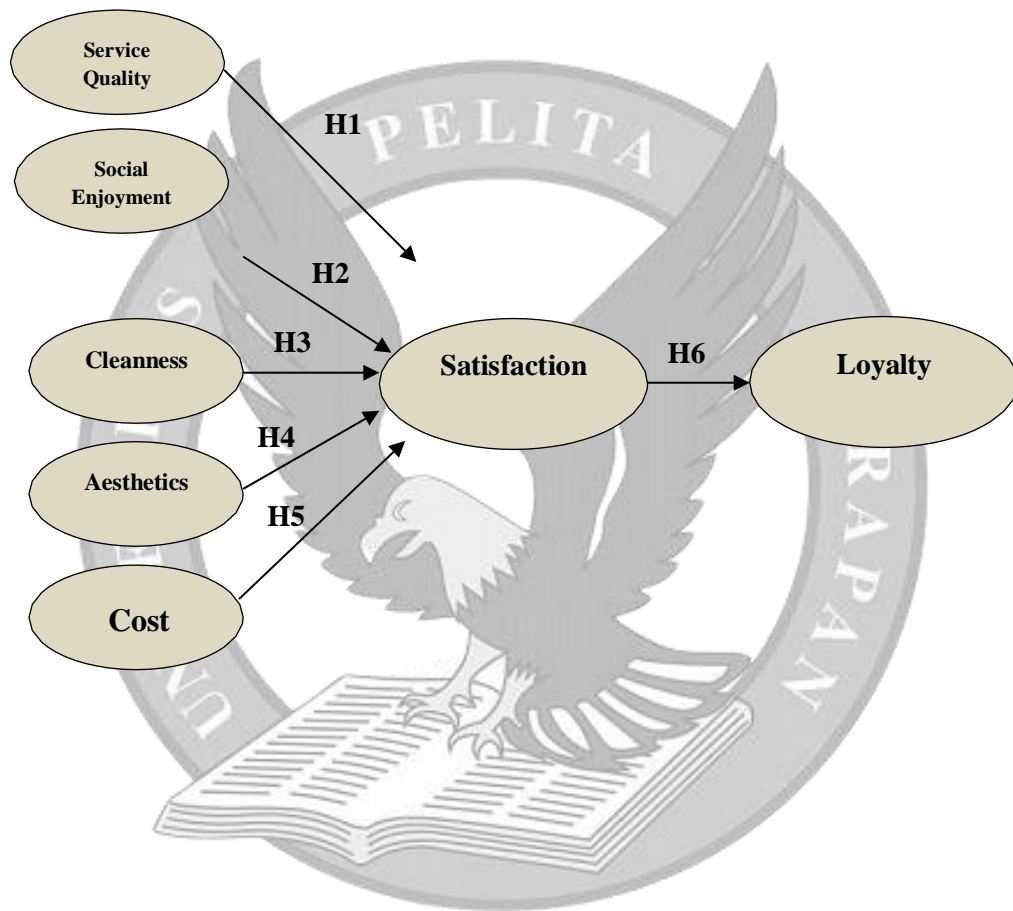 Service
Quality
H1
PELITA
Social
Enjoyment
H2
Cleanness
H3
Satisfaction
H6
Loyalty
H4
Aesthetics
H5
Cost
RAPAN